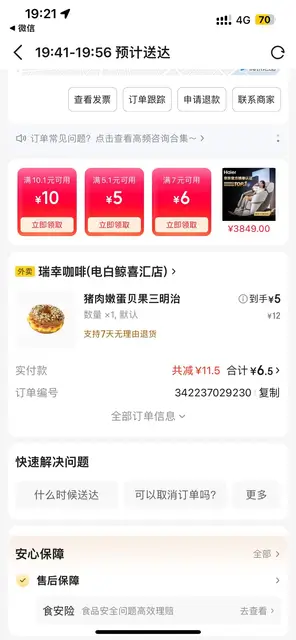 19:21
4G 70
微信
19:41-19:56 预计送达
查看发票 订单跟踪 申请退款 联系商家
订单常见问题？点击查看高频咨询合集~
满10.1元可用 满5.1元可用 满7元可用
¥10 ¥5 ¥6
立即领取 立即领取 立即领取
Haier
¥3849.00
外卖 瑞幸咖啡(电白鲸喜汇店)
猪肉嫩蛋贝果三明治 到手¥5
数量 ×1, 默认 ¥12
支持7天无理由退货
实付款 共减¥11.5 合计¥6.5
订单编号 342237029230 复制
全部订单信息
快速解决问题
什么时候送达 可以取消订单吗? 更多
安心保障 全部
售后保障
食安险 食品安全问题高效理赔 去查看